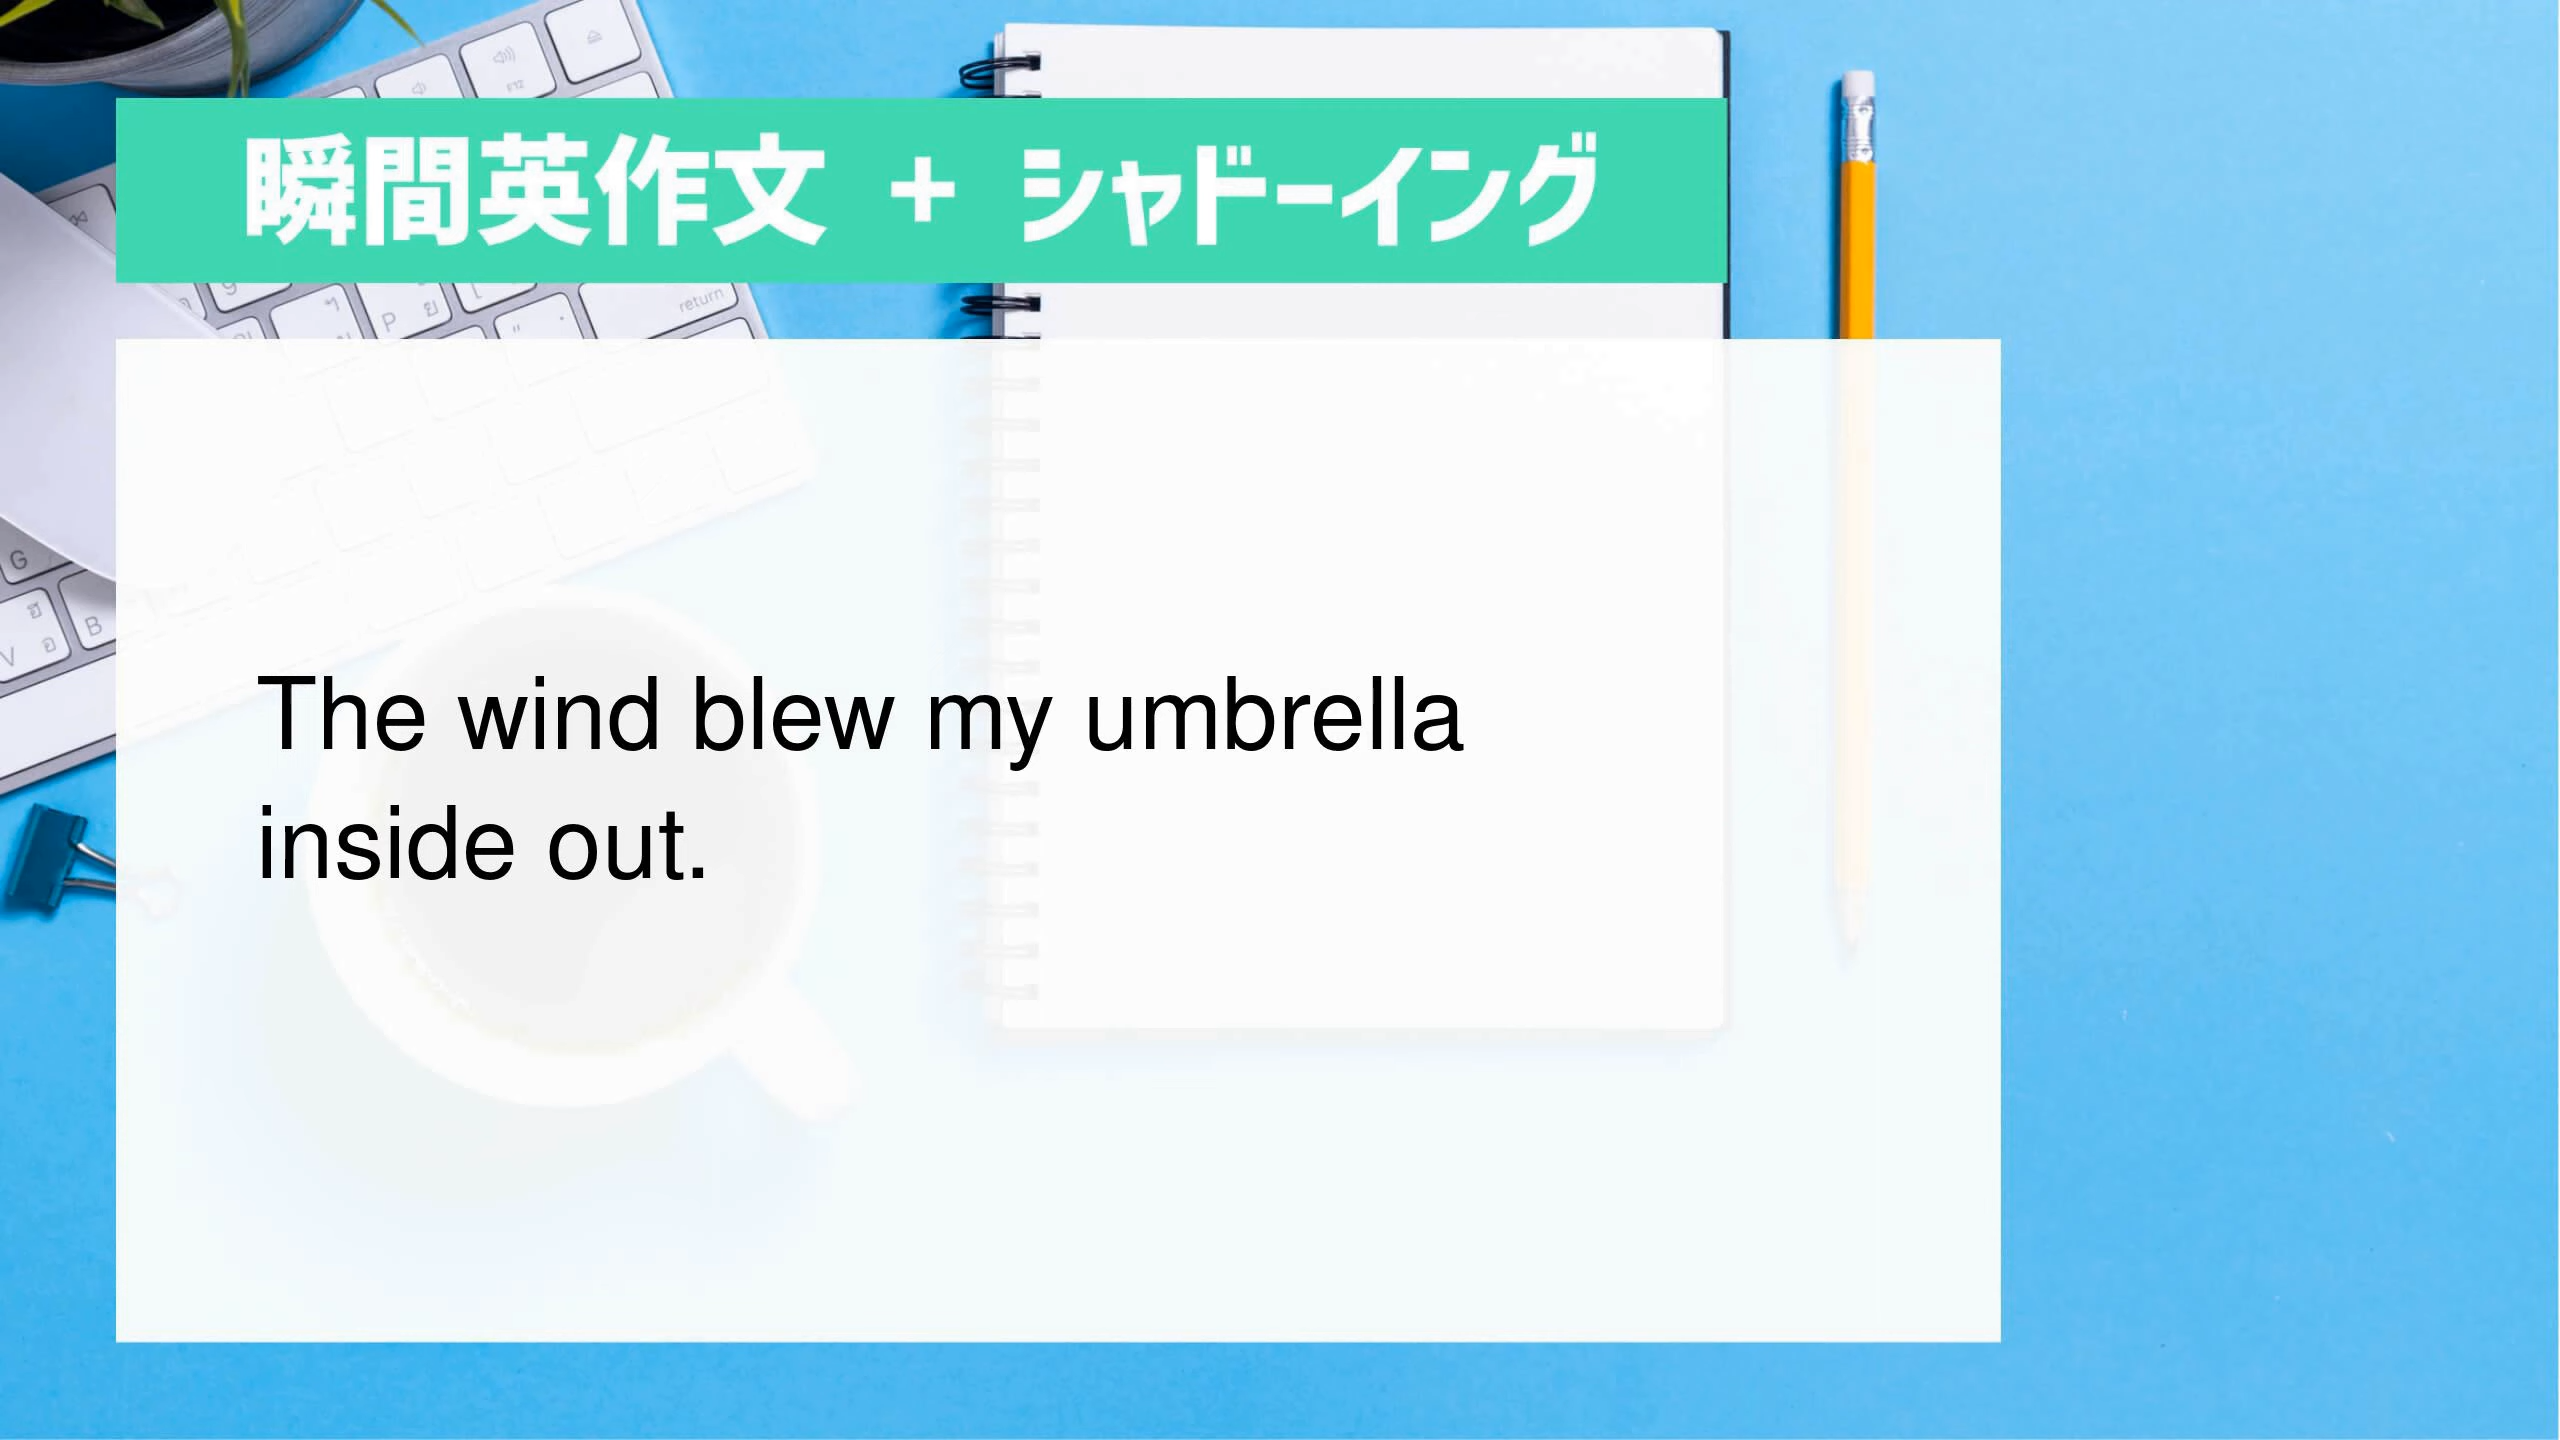 瞬間英作文 + シャドーイング
The wind blew my umbrella
inside out.